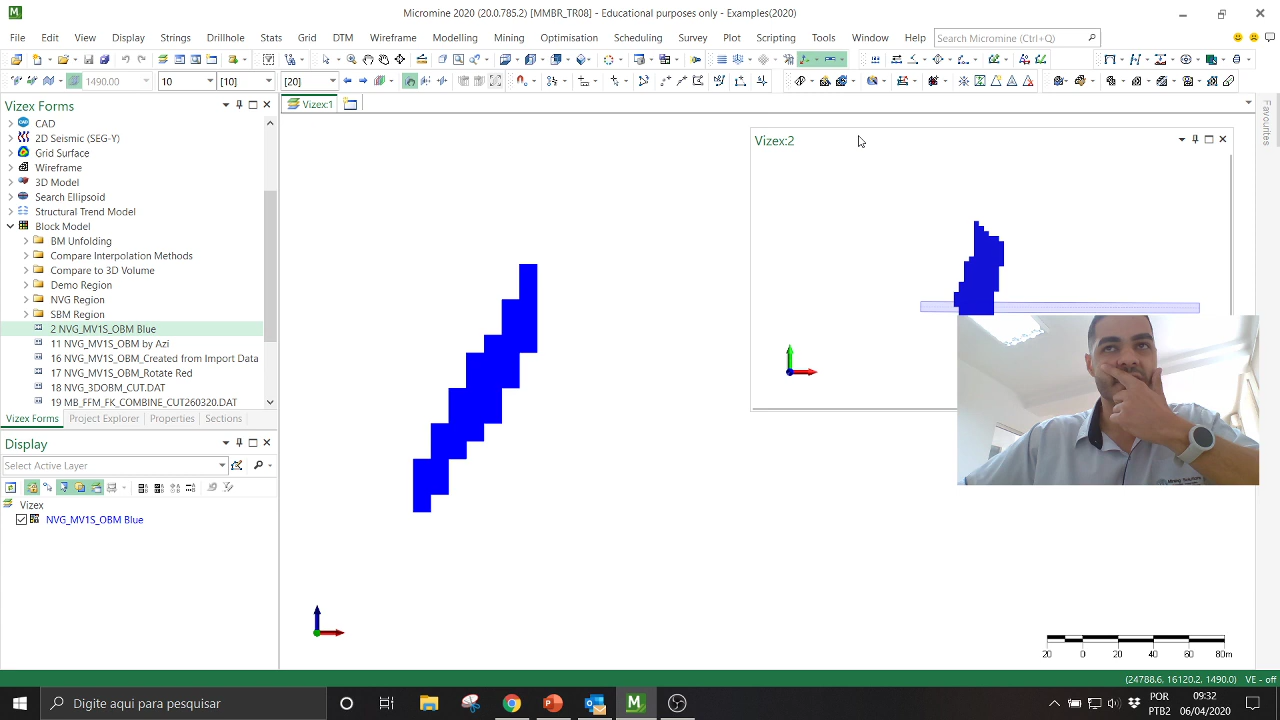 Micromine 2020 (20.0.785.2) [MMBR_TR08] - Educational purposes only - Examples(2020)
File Edit View Display Strings Drillhole Stats Grid DTM Wireframe Modelling Mining Optimisation Scheduling Survey Plot Scripting Tools Window Help Search Micromine (Ctrl+Q)
1490.00 10 [10] [20]
Vizex Forms
Vizex:1
Favourites
CAD
2D Seismic (SEG-Y)
Grid Surface
Wireframe
3D Model
Search Ellipsoid
Structural Trend Model
Block Model
BM Unfolding
Compare Interpolation Methods
Compare to 3D Volume
Demo Region
NVG Region
SBM Region
2 NVG_MV1S_OBM Blue
11 NVG_MV1S_OBM by Azi
16 NVG_MV1S_OBM_Created from Import Data
17 NVG_MV1S_OBM_Rotate Red
18 NVG_3DOBM_CUT.DAT
19 MB_FFM_FK_COMBINE_CUT260320.DAT
Vizex Forms Project Explorer Properties Sections
Display
Select Active Layer
Vizex
NVG_MV1S_OBM Blue
Vizex:2
Mining Solutions
20 0 20 40 60 80m
(24788.6, 16120.2, 1490.0) VE - off
Digite aqui para pesquisar
POR
PTB2
09:32
06/04/2020